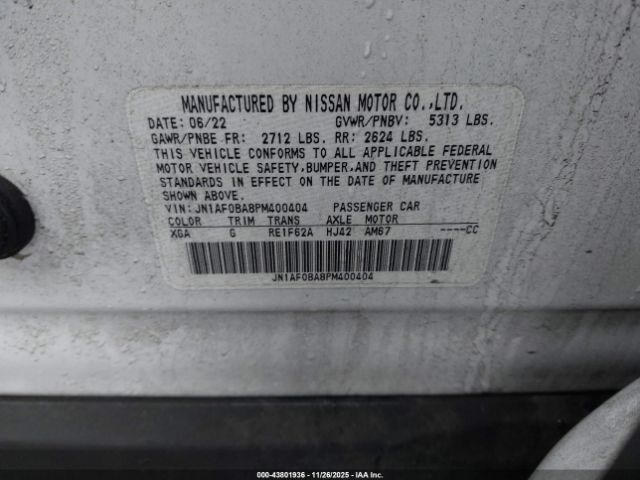 MANUFACTURED BY NISSAN MOTOR CO.,LTD.
DATE: 06/22 GVWR/PNBV: 5313 LBS.
GAWR/PNBE FR: 2712 LBS. RR: 2624 LBS.
THIS VEHICLE CONFORMS TO ALL APPLICABLE FEDERAL
MOTOR VEHICLE SAFETY,BUMPER,AND THEFT PREVENTION
STANDARDS IN EFFECT ON THE DATE OF MANUFACTURE
SHOWN ABOVE.
VIN: JN1AF0BA8PM400404 PASSENGER CAR
COLOR TRIM TRANS AXLE MOTOR
XGA G RE1F62A HJ42 AM67 ----CC
JN1AF0BA8PM400404
000-43801936 | 11/26/2025 | IAA Inc.